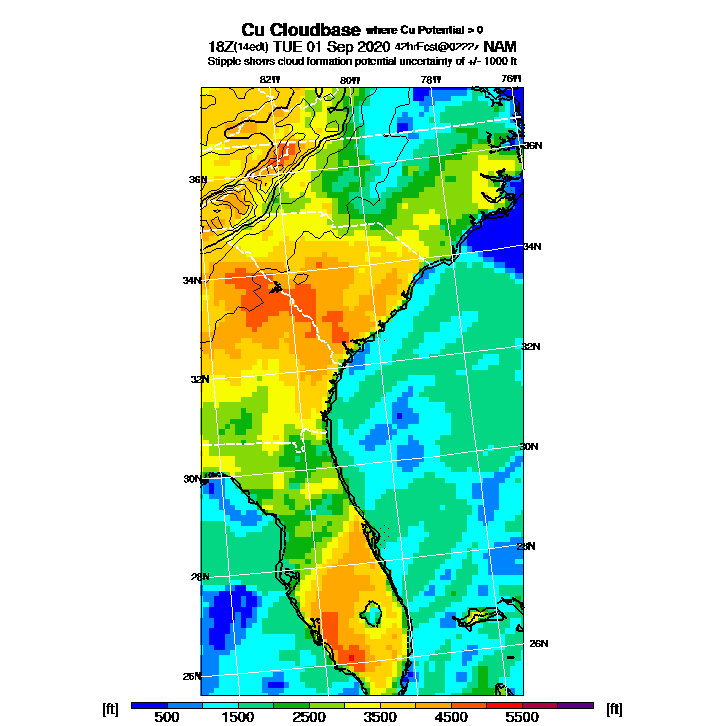 Cu Cloudbase where Cu Potential > 0
18Z(14edt) TUE 01 Sep 2020 42hrFcst@0222z NAM
Stipple shows cloud formation potential uncertainty of +/- 1000 ft
82W 80W 78W 76W
36N
36N
34N
34N
32N
32N
30N
30N
28N
28N
26N
26N
[ft] 500 1500 2500 3500 4500 5500 [ft]